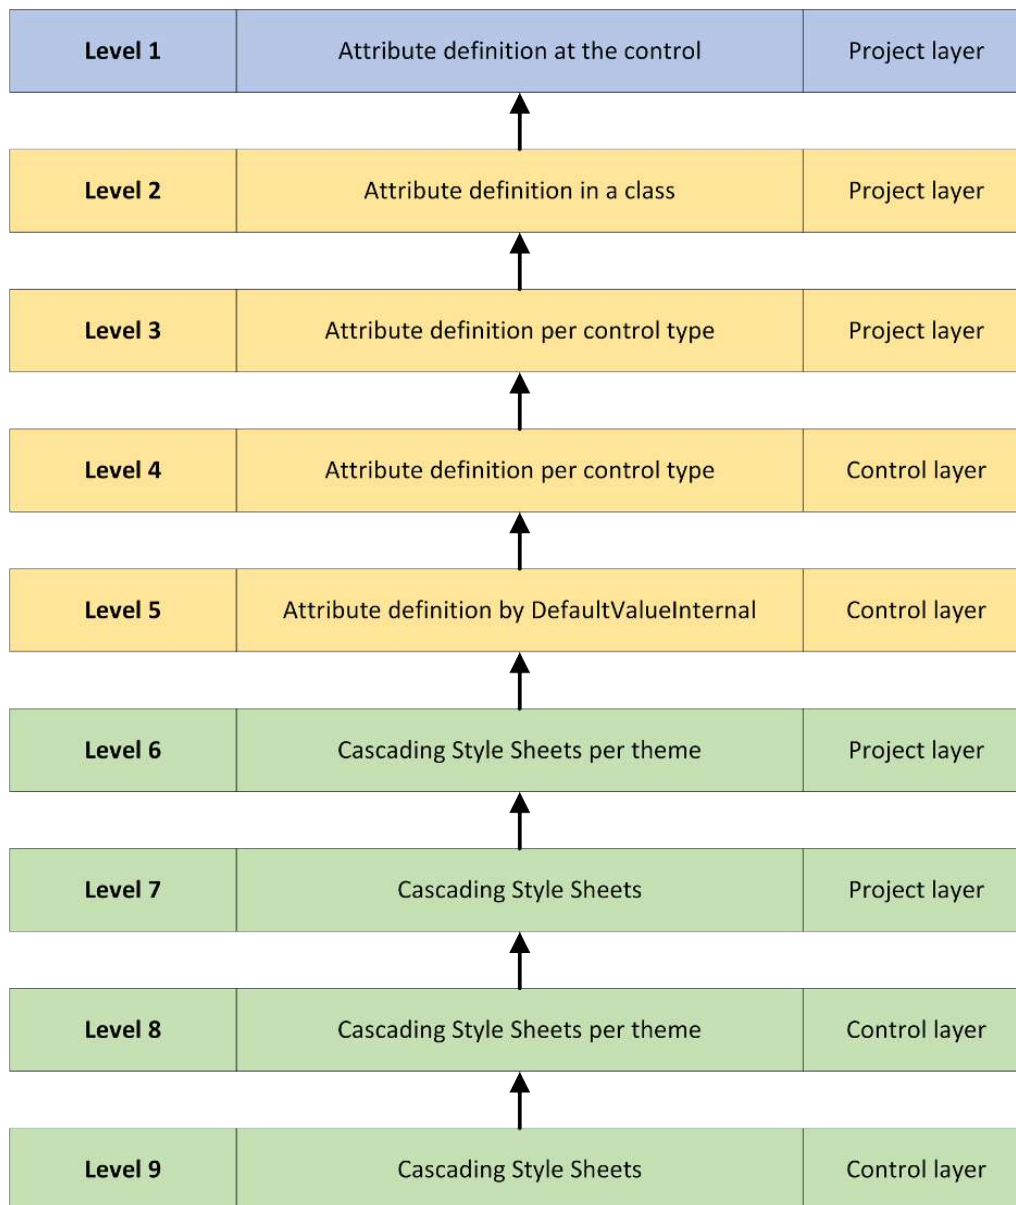 Level 1 Attribute definition at the control Project layer
Level 2 Attribute definition in a class Project layer
Level 3 Attribute definition per control type Project layer
Level 4 Attribute definition per control type Control layer
Level 5 Attribute definition by DefaultValueInternal Control layer
Level 6 Cascading Style Sheets per theme Project layer
Level 7 Cascading Style Sheets Project layer
Level 8 Cascading Style Sheets per theme Control layer
Level 9 Cascading Style Sheets Control layer